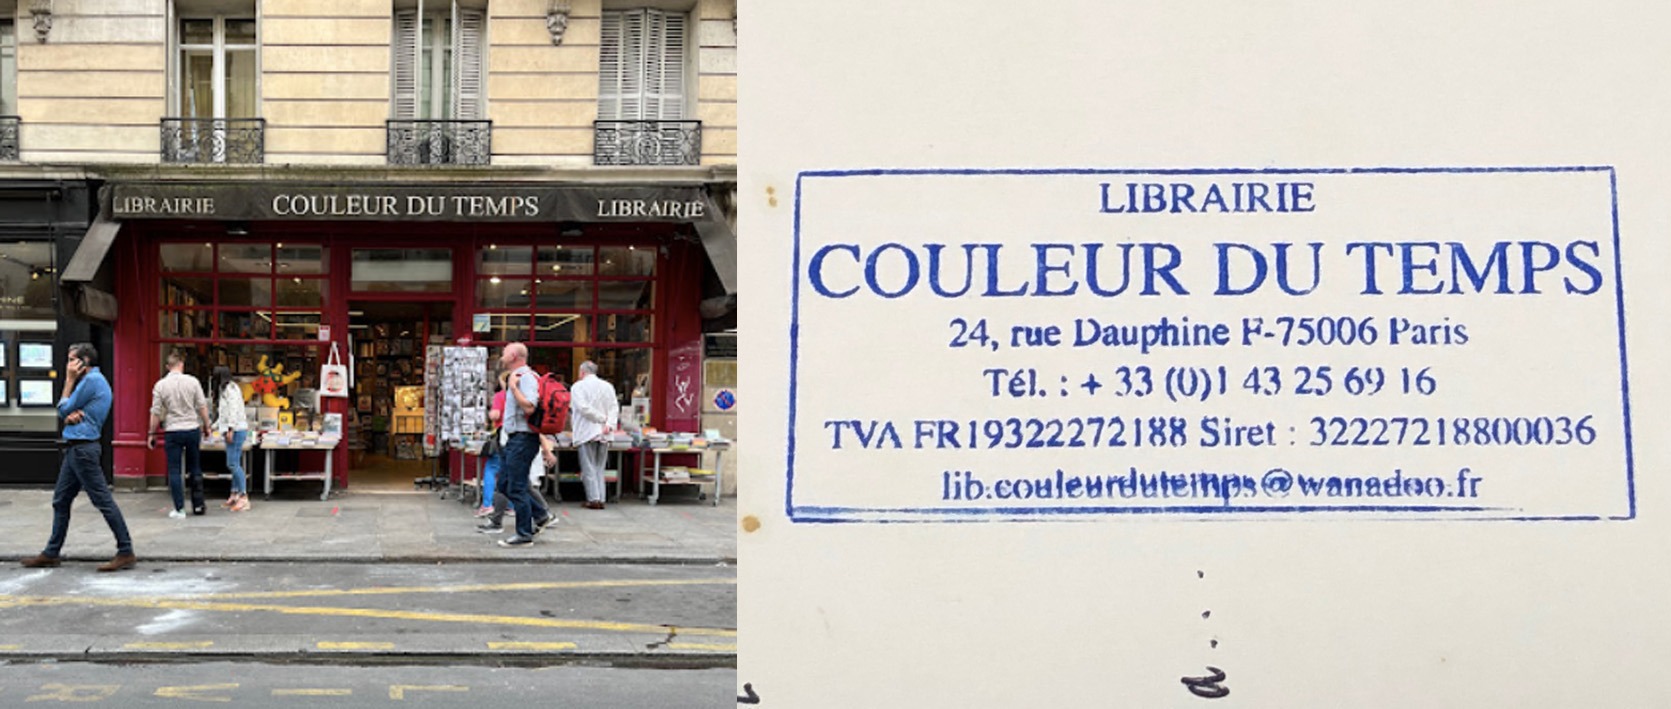 LIBRAIRIE COULEUR DU TEMPS LIBRAIRIE
LIBRAIRIE
COULEUR DU TEMPS
24, rue Dauphine F-75006 Paris
Tél. : + 33 (0)1 43 25 69 16
TVA FR19322272188 Siret : 32227218800036
lib.couleurdutemps@wanadoo.fr